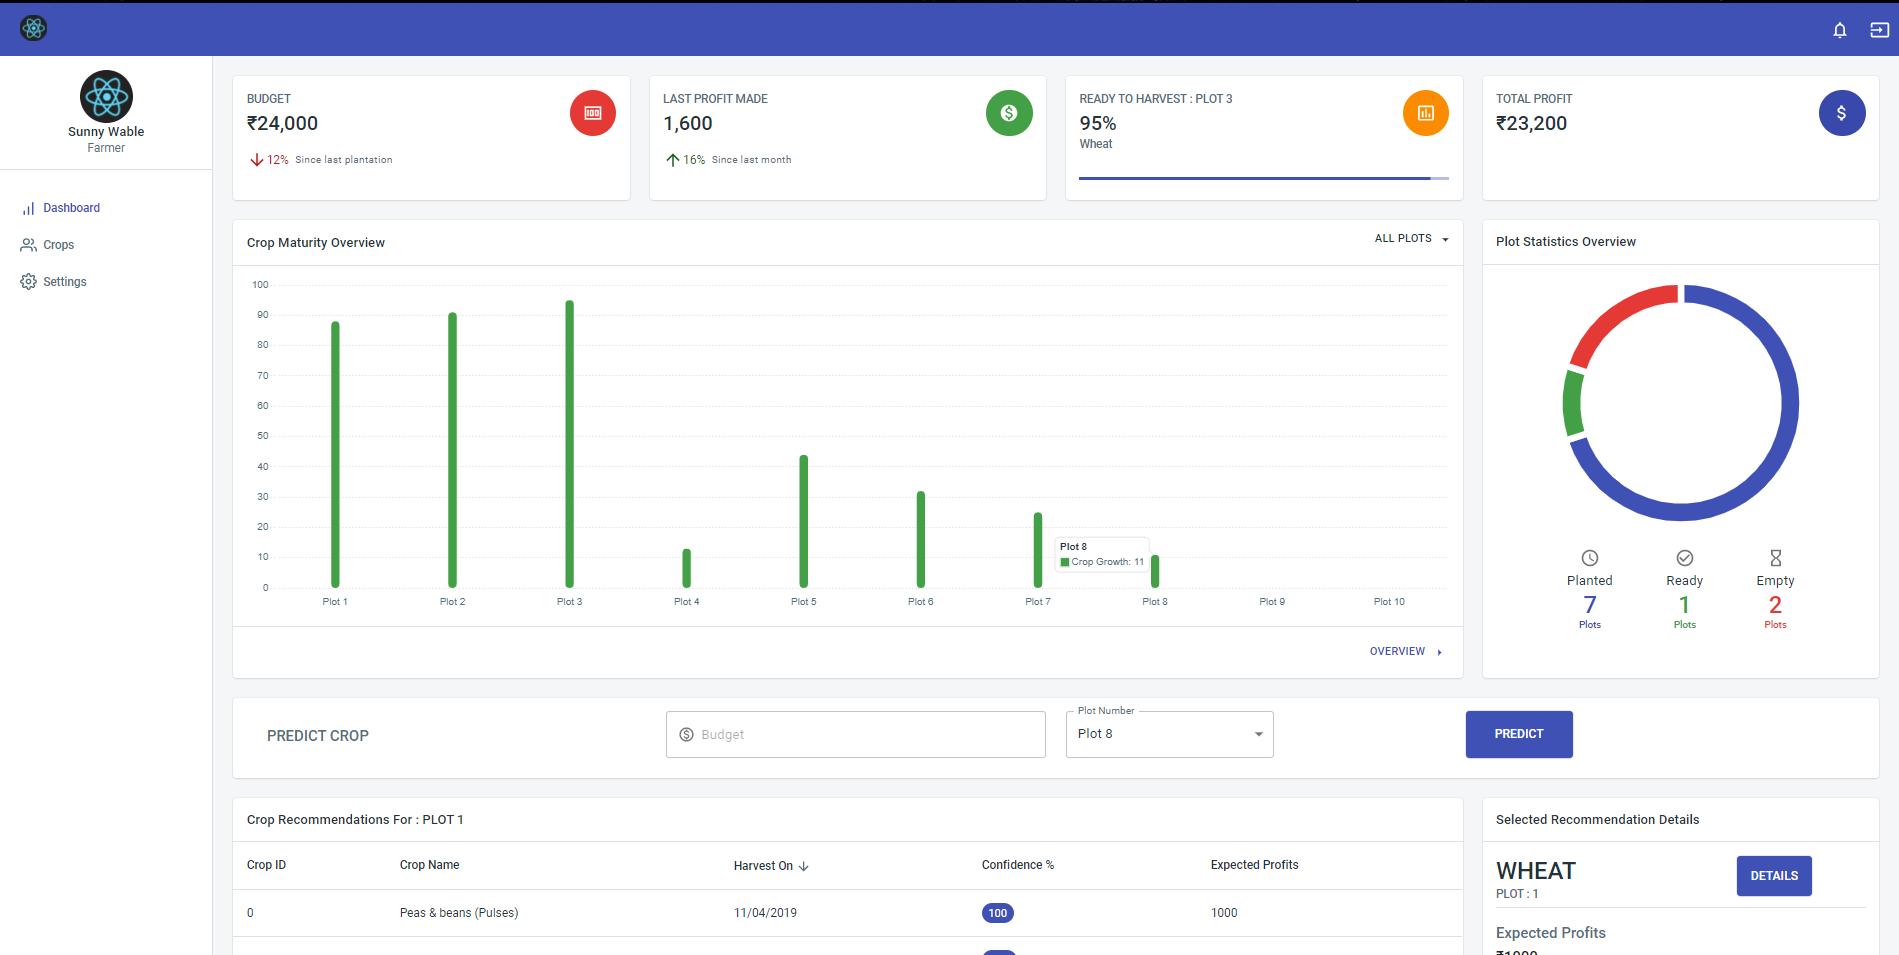 Sunny Wable
Farmer
Dashboard
Crops
Settings
BUDGET
₹24,000
12% Since last plantation
LAST PROFIT MADE
1,600
16% Since last month
READY TO HARVEST : PLOT 3
95%
Wheat
TOTAL PROFIT
₹23,200
Crop Maturity Overview
ALL PLOTS
100
90
80
70
60
50
40
30
20
10
0
Plot 8
Crop Growth: 11
Plot 1 Plot 2 Plot 3 Plot 4 Plot 5 Plot 6 Plot 7 Plot 8 Plot 9 Plot 10
OVERVIEW
Plot Statistics Overview
Planted Ready Empty
7 1 2
Plots Plots Plots
PREDICT CROP
Budget
Plot Number
Plot 8
PREDICT
Crop Recommendations For : PLOT 1
Crop ID Crop Name Harvest On Confidence % Expected Profits
0 Peas & beans (Pulses) 11/04/2019 100 1000
Selected Recommendation Details
WHEAT
PLOT : 1
DETAILS
Expected Profits